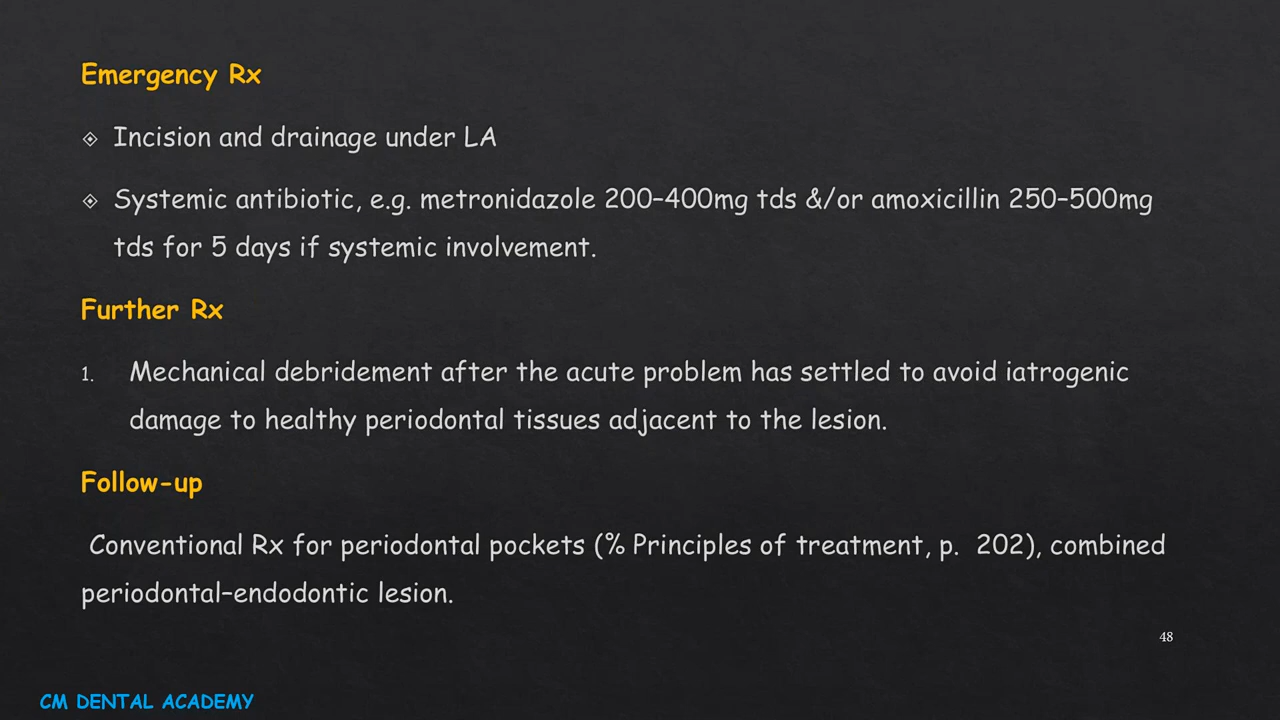 Emergency Rx
Incision and drainage under LA
Systemic antibiotic, e.g. metronidazole 200–400mg tds &/or amoxicillin 250–500mg
tds for 5 days if systemic involvement.
Further Rx
1. Mechanical debridement after the acute problem has settled to avoid iatrogenic
damage to healthy periodontal tissues adjacent to the lesion.
Follow-up
Conventional Rx for periodontal pockets (% Principles of treatment, p. 202), combined
periodontal–endodontic lesion.
48
CM DENTAL ACADEMY